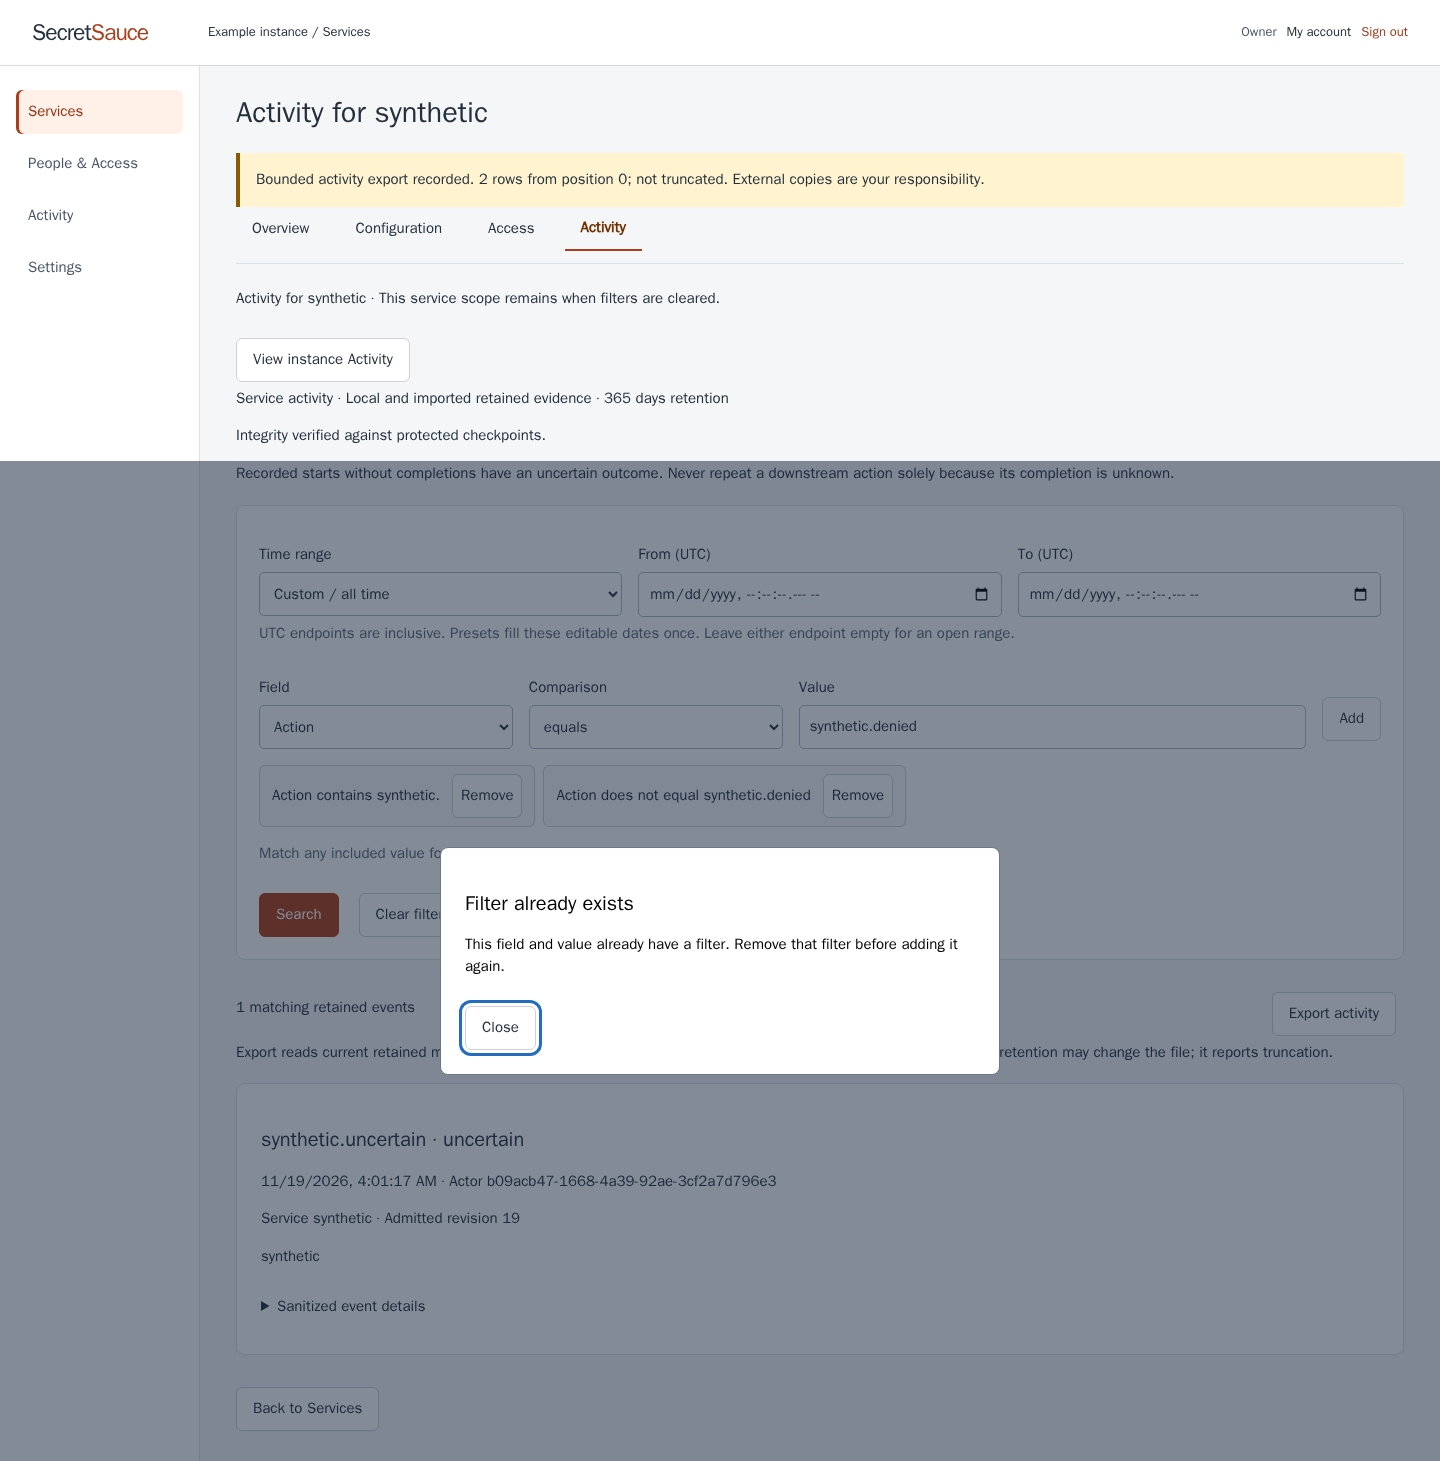 SecretSauce
Example instance / Services
Owner My account Sign out
Services
People & Access
Activity
Settings
Activity for synthetic
Bounded activity export recorded. 2 rows from position 0; not truncated. External copies are your responsibility.
Overview Configuration Access Activity
Activity for synthetic · This service scope remains when filters are cleared.
View instance Activity
Service activity · Local and imported retained evidence · 365 days retention
Integrity verified against protected checkpoints.
Recorded starts without completions have an uncertain outcome. Never repeat a downstream action solely because its completion is unknown.
Time range From (UTC) To (UTC)
Custom / all time mm/dd/yyyy, --:--:--.--- -- mm/dd/yyyy, --:--:--.--- --
UTC endpoints are inclusive. Presets fill these editable dates once. Leave either endpoint empty for an open range.
Field Comparison Value
Action equals synthetic.denied Add
Action contains synthetic. Remove Action does not equal synthetic.denied Remove
Match any included value
Search Clear
Filter already exists
This field and value already have a filter. Remove that filter before adding it
again.
Close
1 matching retained events
Export activity
Export reads current retained retention may change the file; it reports truncation.
synthetic.uncertain · uncertain
11/19/2026, 4:01:17 AM · Actor b09acb47-1668-4a39-92ae-3cf2a7d796e3
Service synthetic · Admitted revision 19
synthetic
Sanitized event details
Back to Services